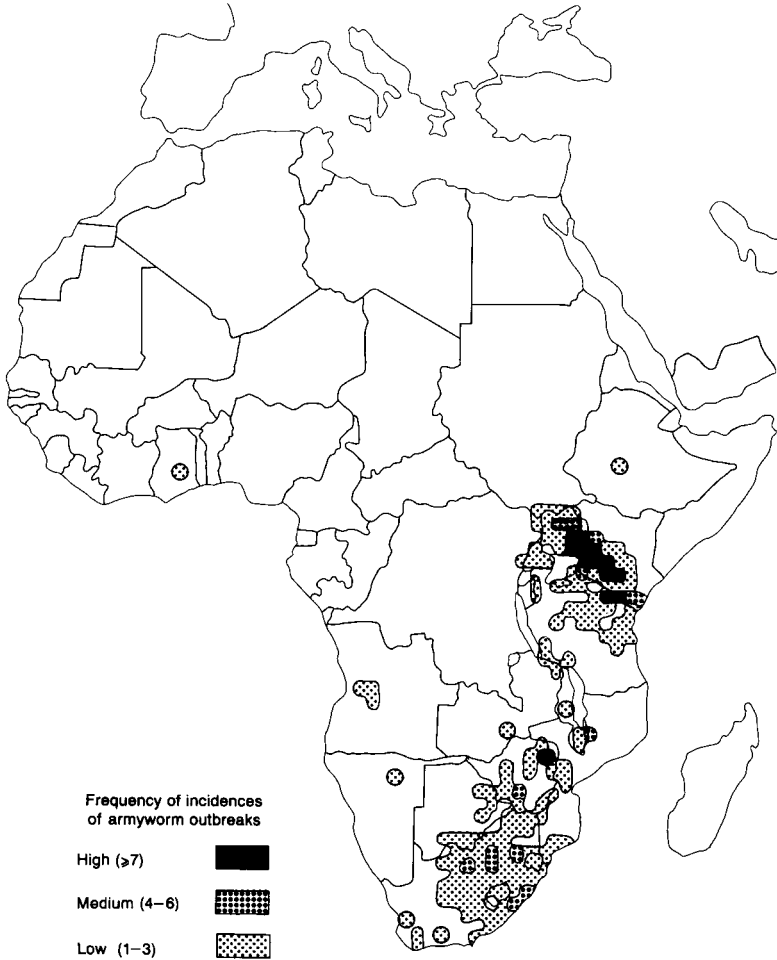 Frequency of incidences
of armyworm outbreaks
High (⩾7)
Medium (4–6)
Low (1–3)